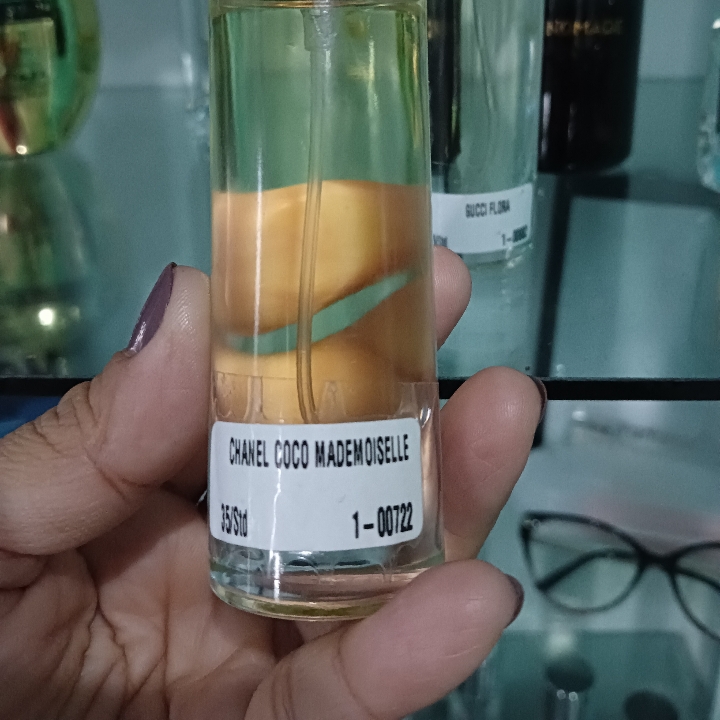 CHANEL COCO MADEMOISELLE
35/Std 1-00722
GUCCI FLORA